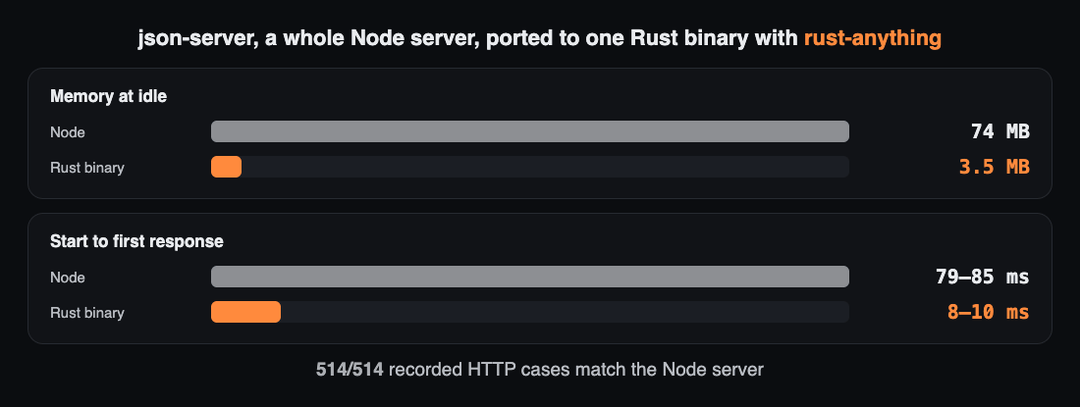 json-server, a whole Node server, ported to one Rust binary with rust-anything
Memory at idle
Node 74 MB
Rust binary 3.5 MB
Start to first response
Node 79–85 ms
Rust binary 8–10 ms
514/514 recorded HTTP cases match the Node server